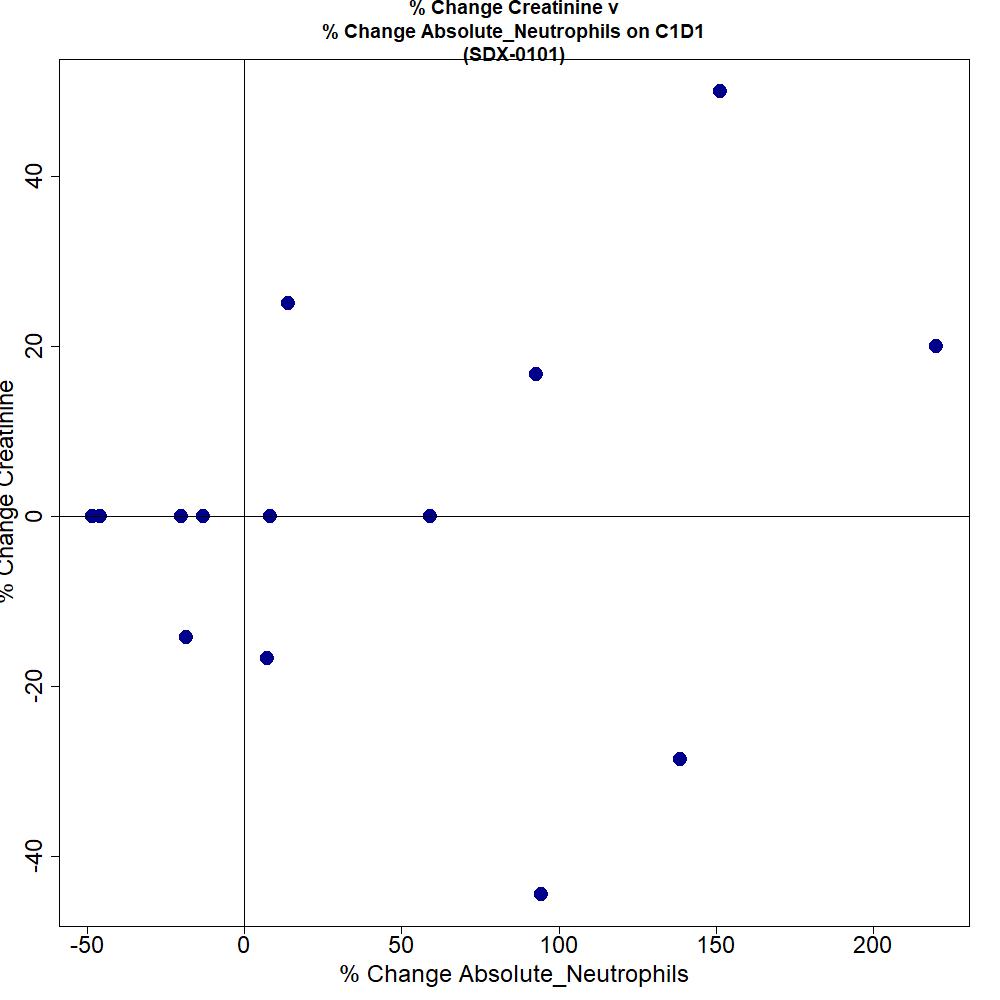 % Change Creatinine v
% Change Absolute_Neutrophils on C1D1
(SDX-0101)
% Change Creatinine
40
20
0
-20
-40
-50
0
50
100
150
200
% Change Absolute_Neutrophils